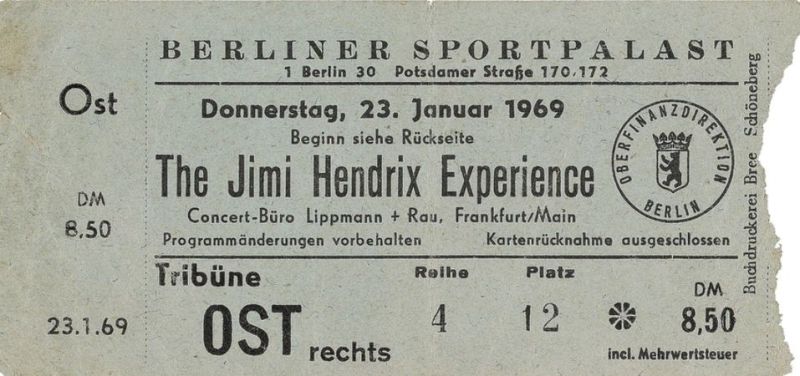 BERLINER SPORTPALAST
1 Berlin 30 Potsdamer Straße 170.172
Ost
Donnerstag, 23. Januar 1969
Beginn siehe Rückseite
The Jimi Hendrix Experience
DM
8,50
Concert-Büro Lippmann + Rau, Frankfurt/Main
Programmänderungen vorbehalten Kartenrücknahme ausgeschlossen
OBERFINANZDIREKTION
BERLIN
Buchdruckerei Bree Schöneberg
Tribüne Reihe Platz DM
23.1.69 OST rechts 4 12 8,50
incl. Mehrwertsteuer